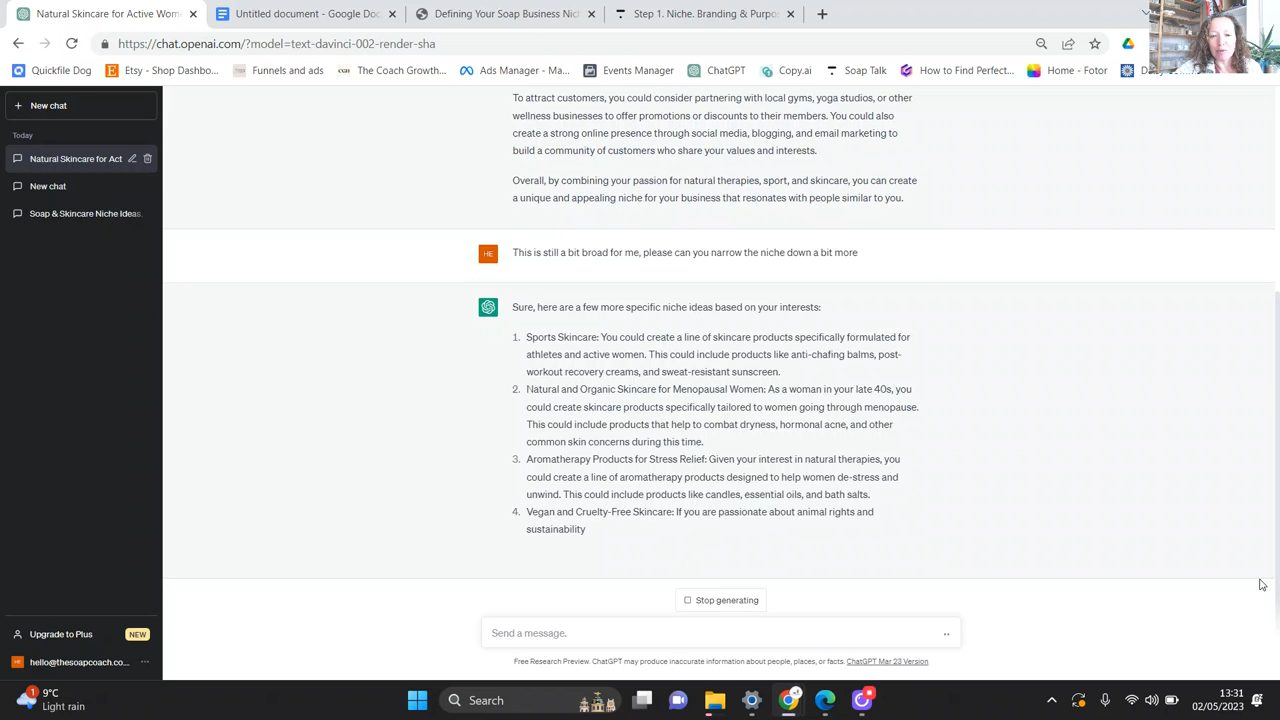 Natural Skincare for Active Wom
Untitled document - Google Doc
Defining Your Soap Business Nic
Step 1. Niche. Branding & Purpo
https://chat.openai.com/?model=text-davinci-002-render-sha
Quickfile Dog
Etsy - Shop Dashbo...
Funnels and ads
The Coach Growth...
Ads Manager - Ma...
Events Manager
ChatGPT
Copy.ai
Soap Talk
How to Find Perfect...
Home - Fotor
New chat
Today
Natural Skincare for Act
New chat
Soap & Skincare Niche Ideas.
To attract customers, you could consider partnering with local gyms, yoga studios, or other
wellness businesses to offer promotions or discounts to their members. You could also
create a strong online presence through social media, blogging, and email marketing to
build a community of customers who share your values and interests.
Overall, by combining your passion for natural therapies, sport, and skincare, you can create
a unique and appealing niche for your business that resonates with people similar to you.
HE
This is still a bit broad for me, please can you narrow the niche down a bit more
Sure, here are a few more specific niche ideas based on your interests:
1. Sports Skincare: You could create a line of skincare products specifically formulated for
athletes and active women. This could include products like anti-chafing balms, post-
workout recovery creams, and sweat-resistant sunscreen.
2. Natural and Organic Skincare for Menopausal Women: As a woman in your late 40s, you
could create skincare products specifically tailored to women going through menopause.
This could include products that help to combat dryness, hormonal acne, and other
common skin concerns during this time.
3. Aromatherapy Products for Stress Relief: Given your interest in natural therapies, you
could create a line of aromatherapy products designed to help women de-stress and
unwind. This could include products like candles, essential oils, and bath salts.
4. Vegan and Cruelty-Free Skincare: If you are passionate about animal rights and
sustainability
Stop generating
Send a message.
Free Research Preview. ChatGPT may produce inaccurate information about people, places, or facts. ChatGPT Mar 23 Version
Upgrade to Plus
NEW
HE
hello@thesoapcoach.co...
1
9°C
Light rain
Search
13:31
02/05/2023